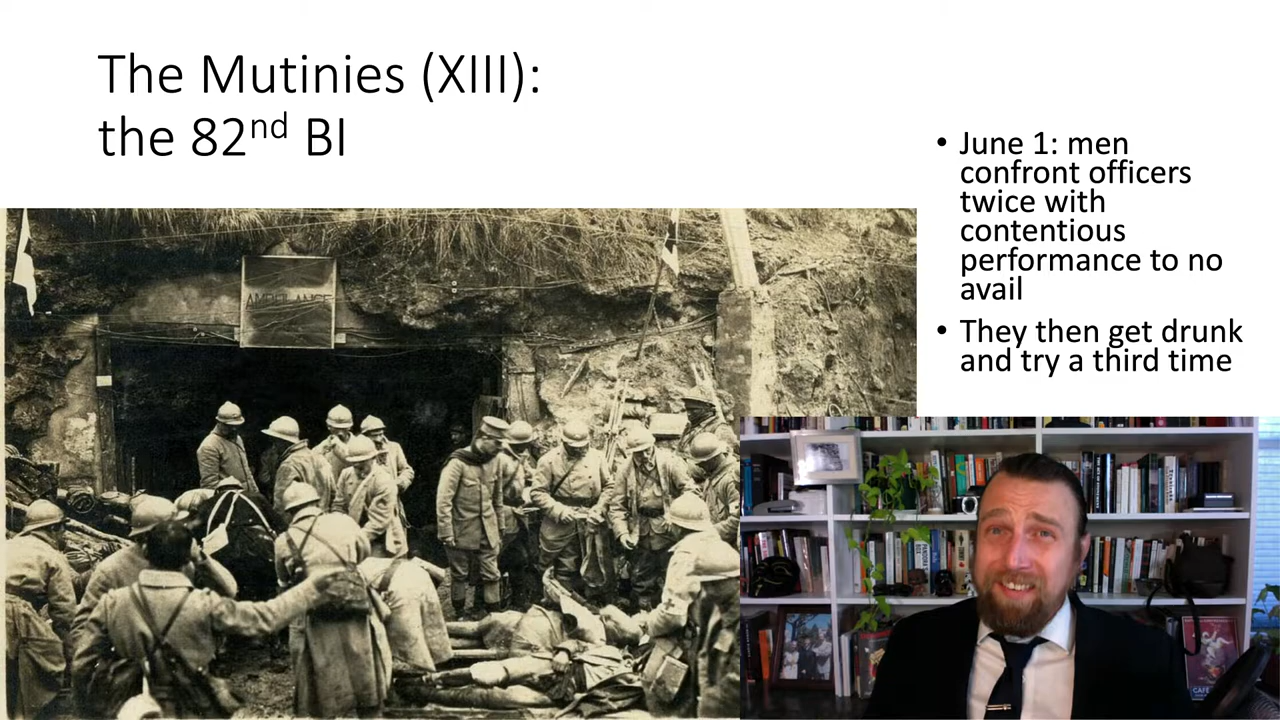 The Mutinies (XIII):
the 82nd BI
• June 1: men
confront officers
twice with
contentious
performance to no
avail
• They then get drunk
and try a third time
AMBULANCE
CAFÉ